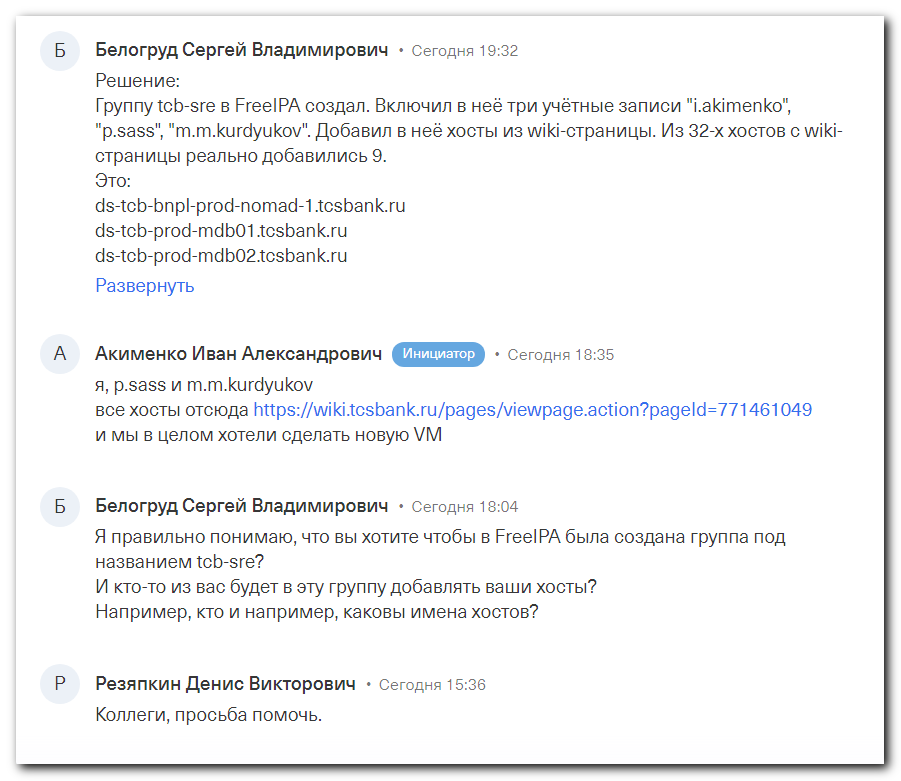 Б
Белогруд Сергей Владимирович • Сегодня 19:32
Решение:
Группу tcb-sre в FreeIPA создал. Включил в неё три учётные записи "i.akimenko",
"p.sass", "m.m.kurdyukov". Добавил в неё хосты из wiki-страницы. Из 32-х хостов с wiki-
страницы реально добавились 9.
Это:
ds-tcb-bnpl-prod-nomad-1.tcsbank.ru
ds-tcb-prod-mdb01.tcsbank.ru
ds-tcb-prod-mdb02.tcsbank.ru
Развернуть
А
Акименко Иван Александрович Инициатор • Сегодня 18:35
я, p.sass и m.m.kurdyukov
все хосты отсюда https://wiki.tcsbank.ru/pages/viewpage.action?pageId=771461049
и мы в целом хотели сделать новую VM
Б
Белогруд Сергей Владимирович • Сегодня 18:04
Я правильно понимаю, что вы хотите чтобы в FreeIPA была создана группа под
названием tcb-sre?
И кто-то из вас будет в эту группу добавлять ваши хосты?
Например, кто и например, каковы имена хостов?
Р
Резяпкин Денис Викторович • Сегодня 15:36
Коллеги, просьба помочь.